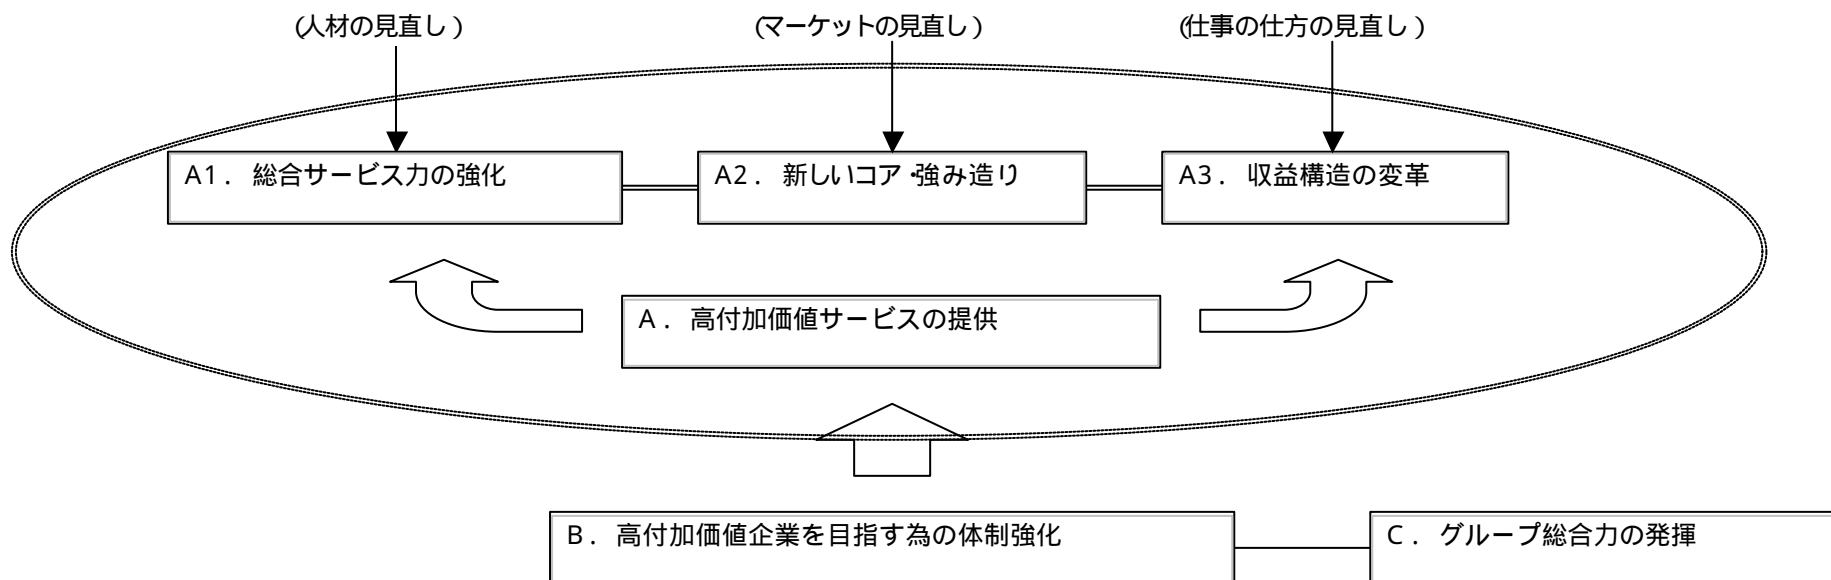 (人材の見直し)
(マーケットの見直し)
(仕事の仕方の見直し)
A1. 総合サービス力の強化
A2. 新しいコア・強み造り
A3. 収益構造の変革
A. 高付加価値サービスの提供
B. 高付加価値企業を目指す為の体制強化
C. グループ総合力の発揮